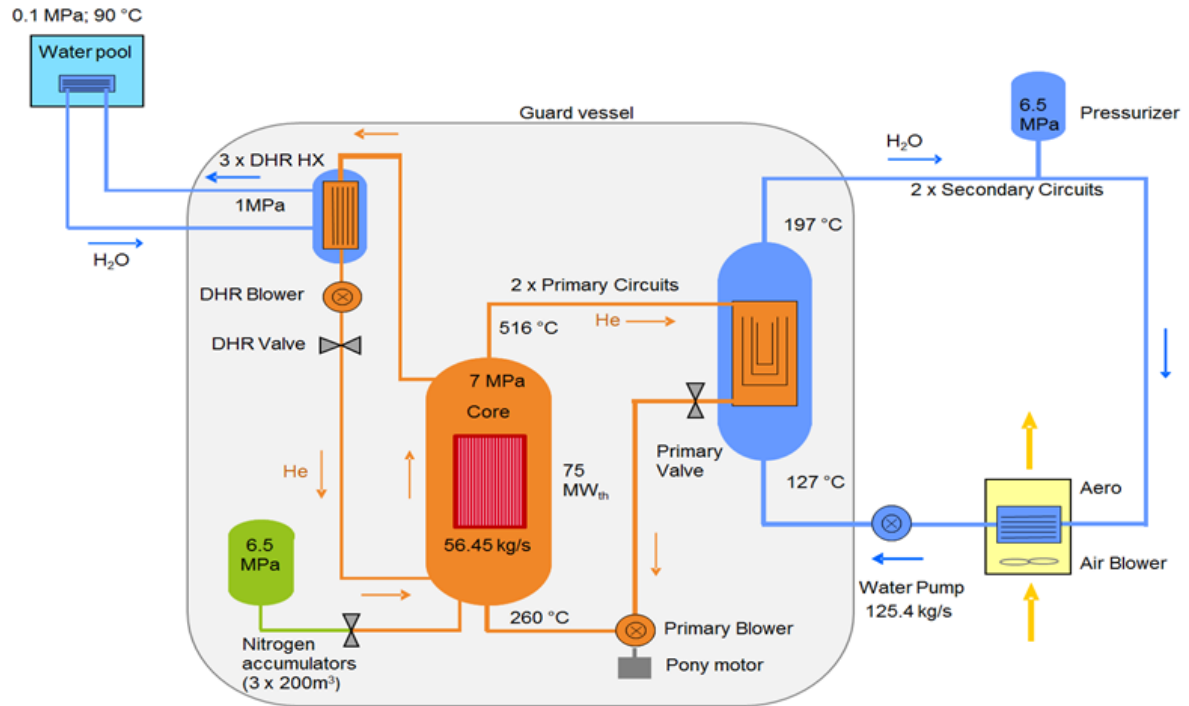 0.1 MPa; 90 °C
Water pool
Guard vessel
6.5
MPa
Pressurizer
H₂O
2 x Secondary Circuits
3 x DHR HX
1MPa
H₂O
197 °C
DHR Blower
2 x Primary Circuits
He
516 °C
DHR Valve
7 MPa
Core
Primary
Valve
He
75
MWth
127 °C
Aero
6.5
MPa
56.45 kg/s
Air Blower
Water Pump
125.4 kg/s
260 °C
Primary Blower
Nitrogen
accumulators
(3 x 200m³)
Pony motor